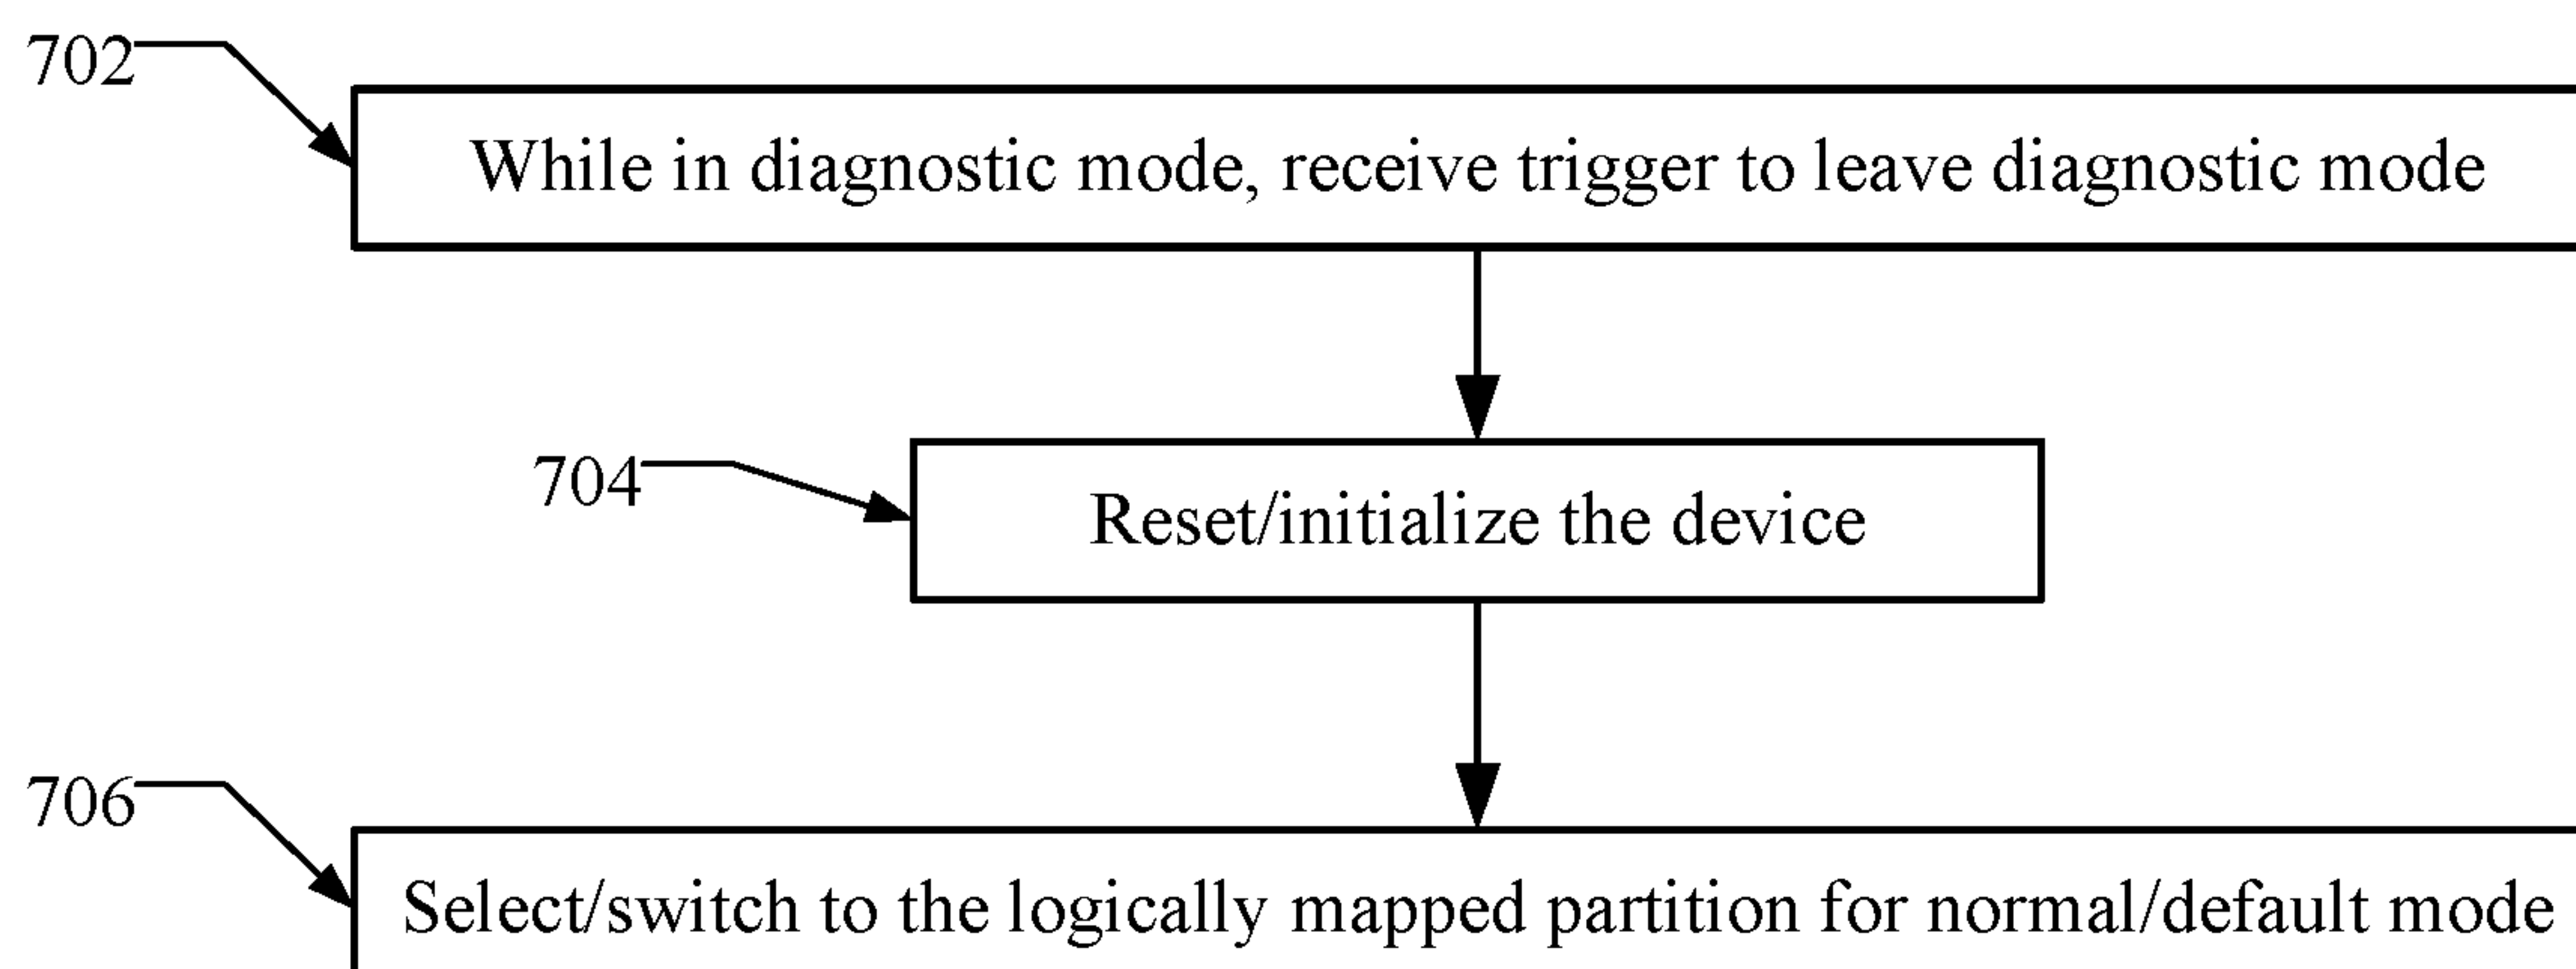 702
While in diagnostic mode, receive trigger to leave diagnostic mode
704
Reset/initialize the device
706
Select/switch to the logically mapped partition for normal/default mode